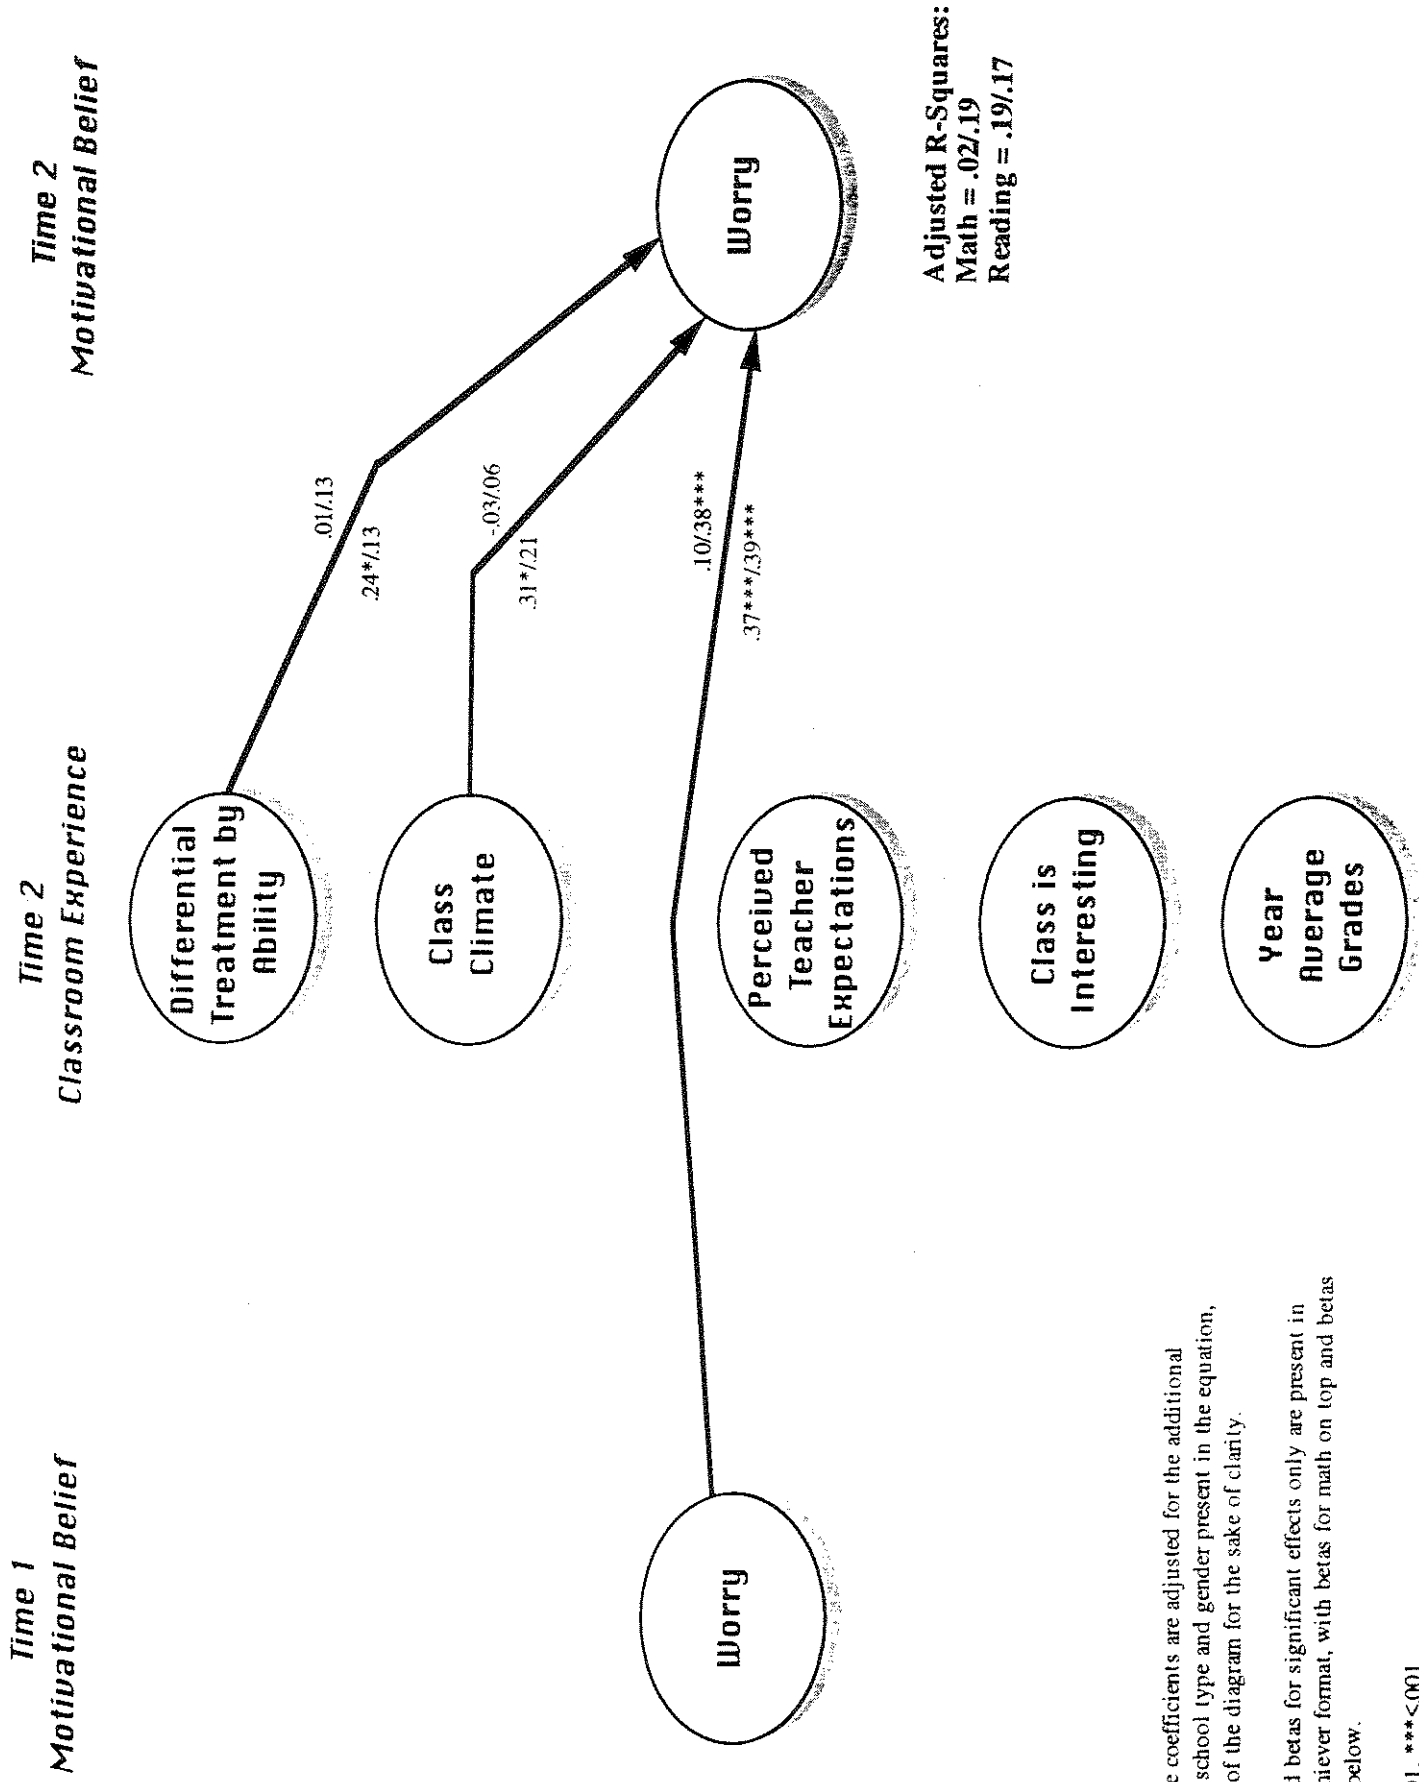 Time 1
Motivational Belief
Time 2
Classroom Experience
Time 2
Motivational Belief
Differential
Treatment by
Ability
.01/.13
.24*/.13
Class
Climate
-.03/.06
.31*/.21
Worry
.10/.38***
.37***/.39***
Worry
Perceived
Teacher
Expectations
Class is
Interesting
Year
Average
Grades
Adjusted R-Squares:
Math = .02/.19
Reading = .19/.17
coefficients are adjusted for the additional
school type and gender present in the equation,
of the diagram for the sake of clarity.
betas for significant effects only are present in
format, with betas for math on top and betas
***<.001